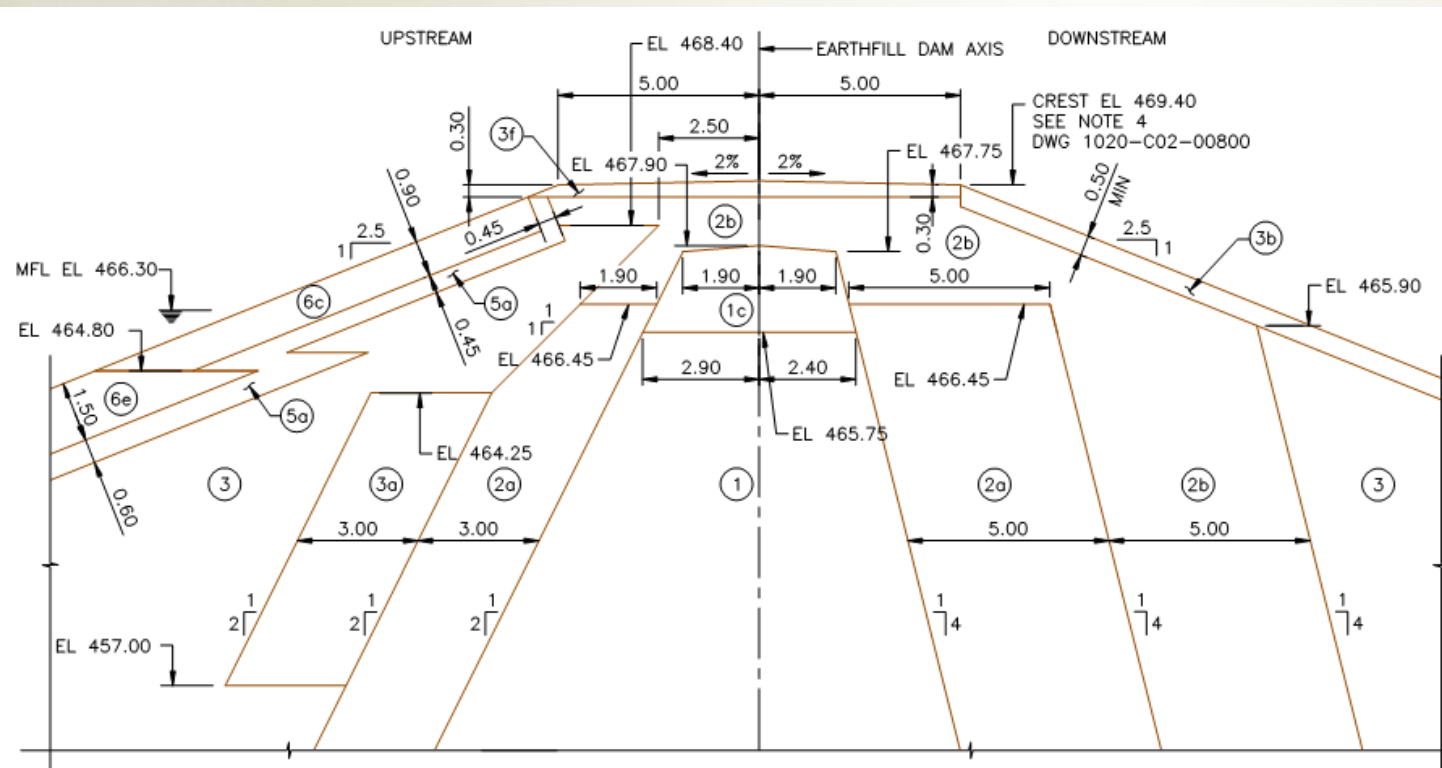 UPSTREAM
EL 468.40
EARTHFILL DAM AXIS
DOWNSTREAM
5.00
5.00
CREST EL 469.40
SEE NOTE 4
DWG 1020-C02-00800
0.30
3f
2.50
EL 467.90
2%
2%
EL 467.75
0.50
MIN
0.90
2.5
1
0.45
2b
0.30
2b
2.5
1
3b
MFL EL 466.30
6c
5a
0.45
1.90
1.90
1.90
5.00
EL 465.90
1
1
1c
EL 464.80
EL 466.45
2.90
2.40
EL 466.45
1.50
6e
5a
EL 465.75
EL 464.25
0.60
3
3a
2a
1
2a
2b
3
3.00
3.00
5.00
5.00
1
2
1
2
1
2
1
4
1
4
1
4
EL 457.00